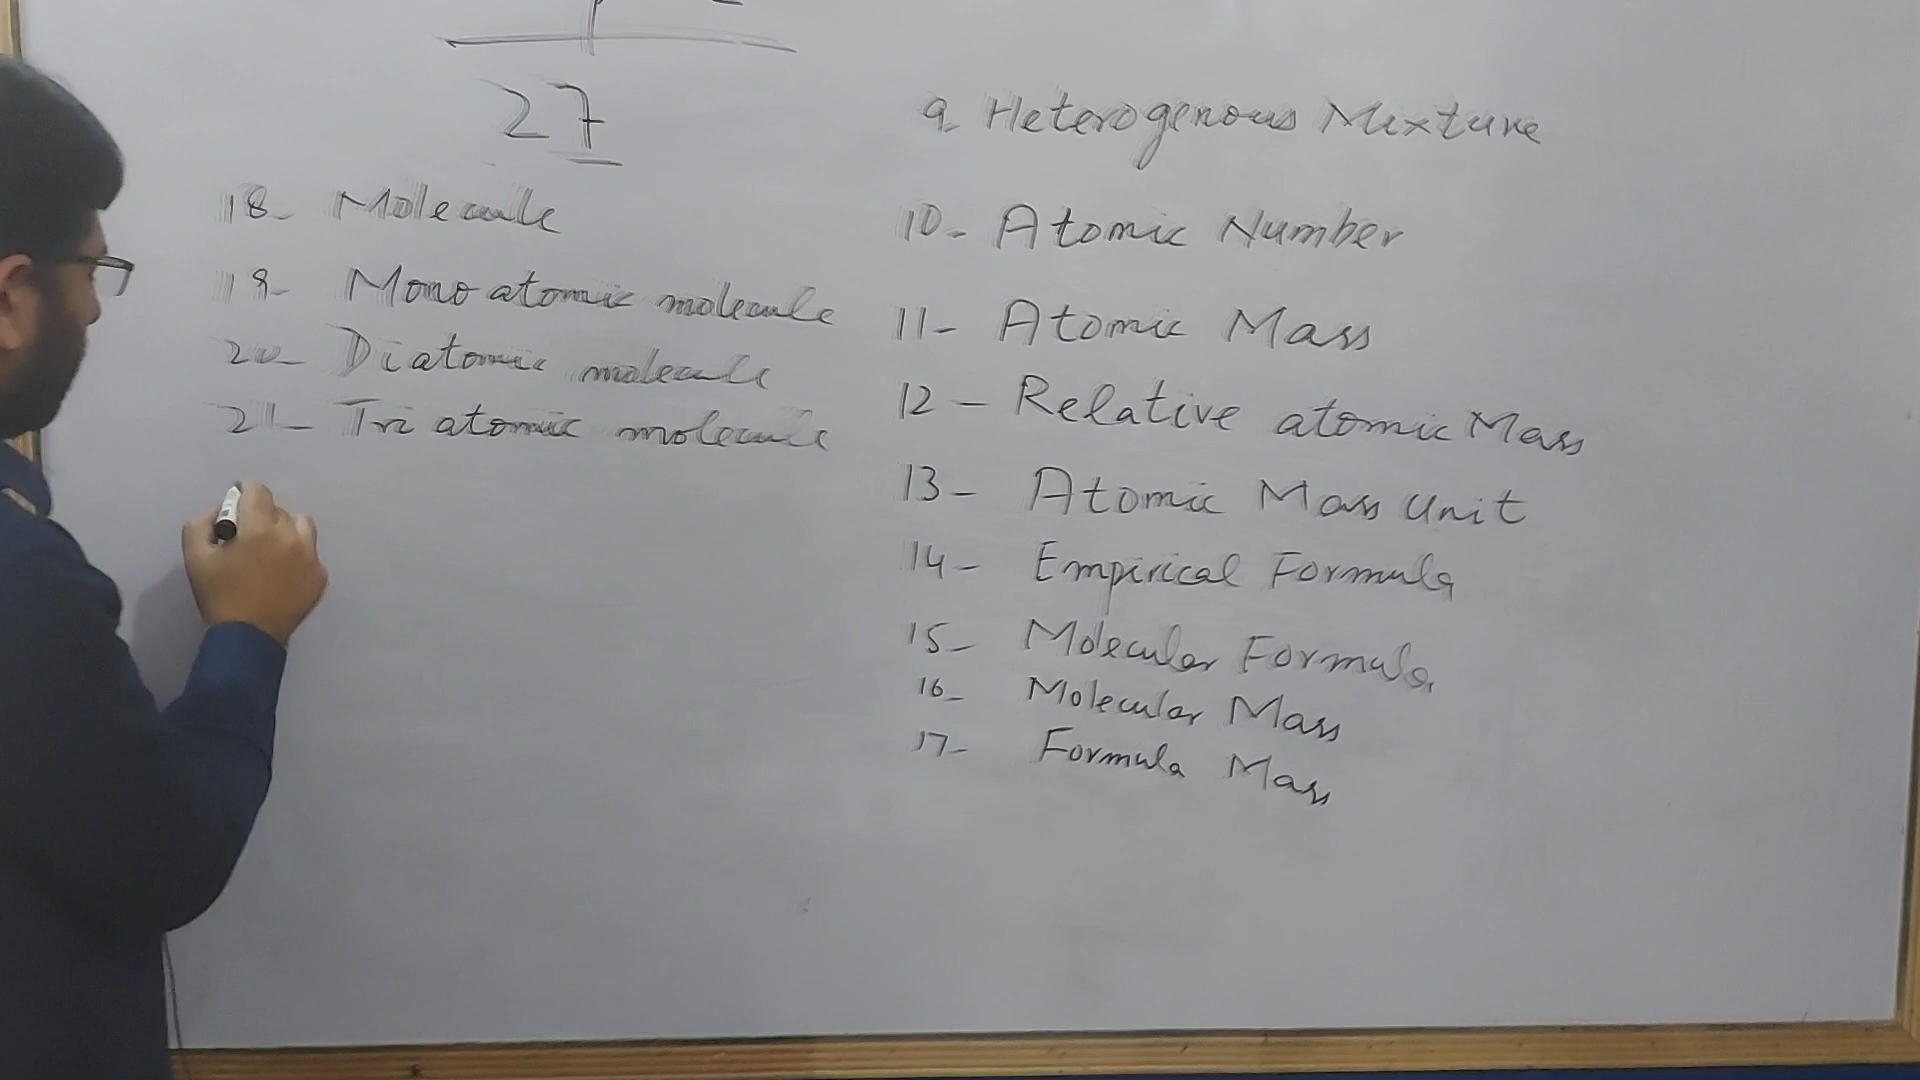 27
9- Heterogenous Mixture
10- Atomic Number
11- Atomic Mass
12- Relative atomic Mass
13- Atomic Mass Unit
14- Empirical Formula
15- Molecular Formula
16- Molecular Mass
17- Formula Mass
18- Molecule
19- Mono atomic molecule
20- Diatomic molecule
21- Tri atomic molecule